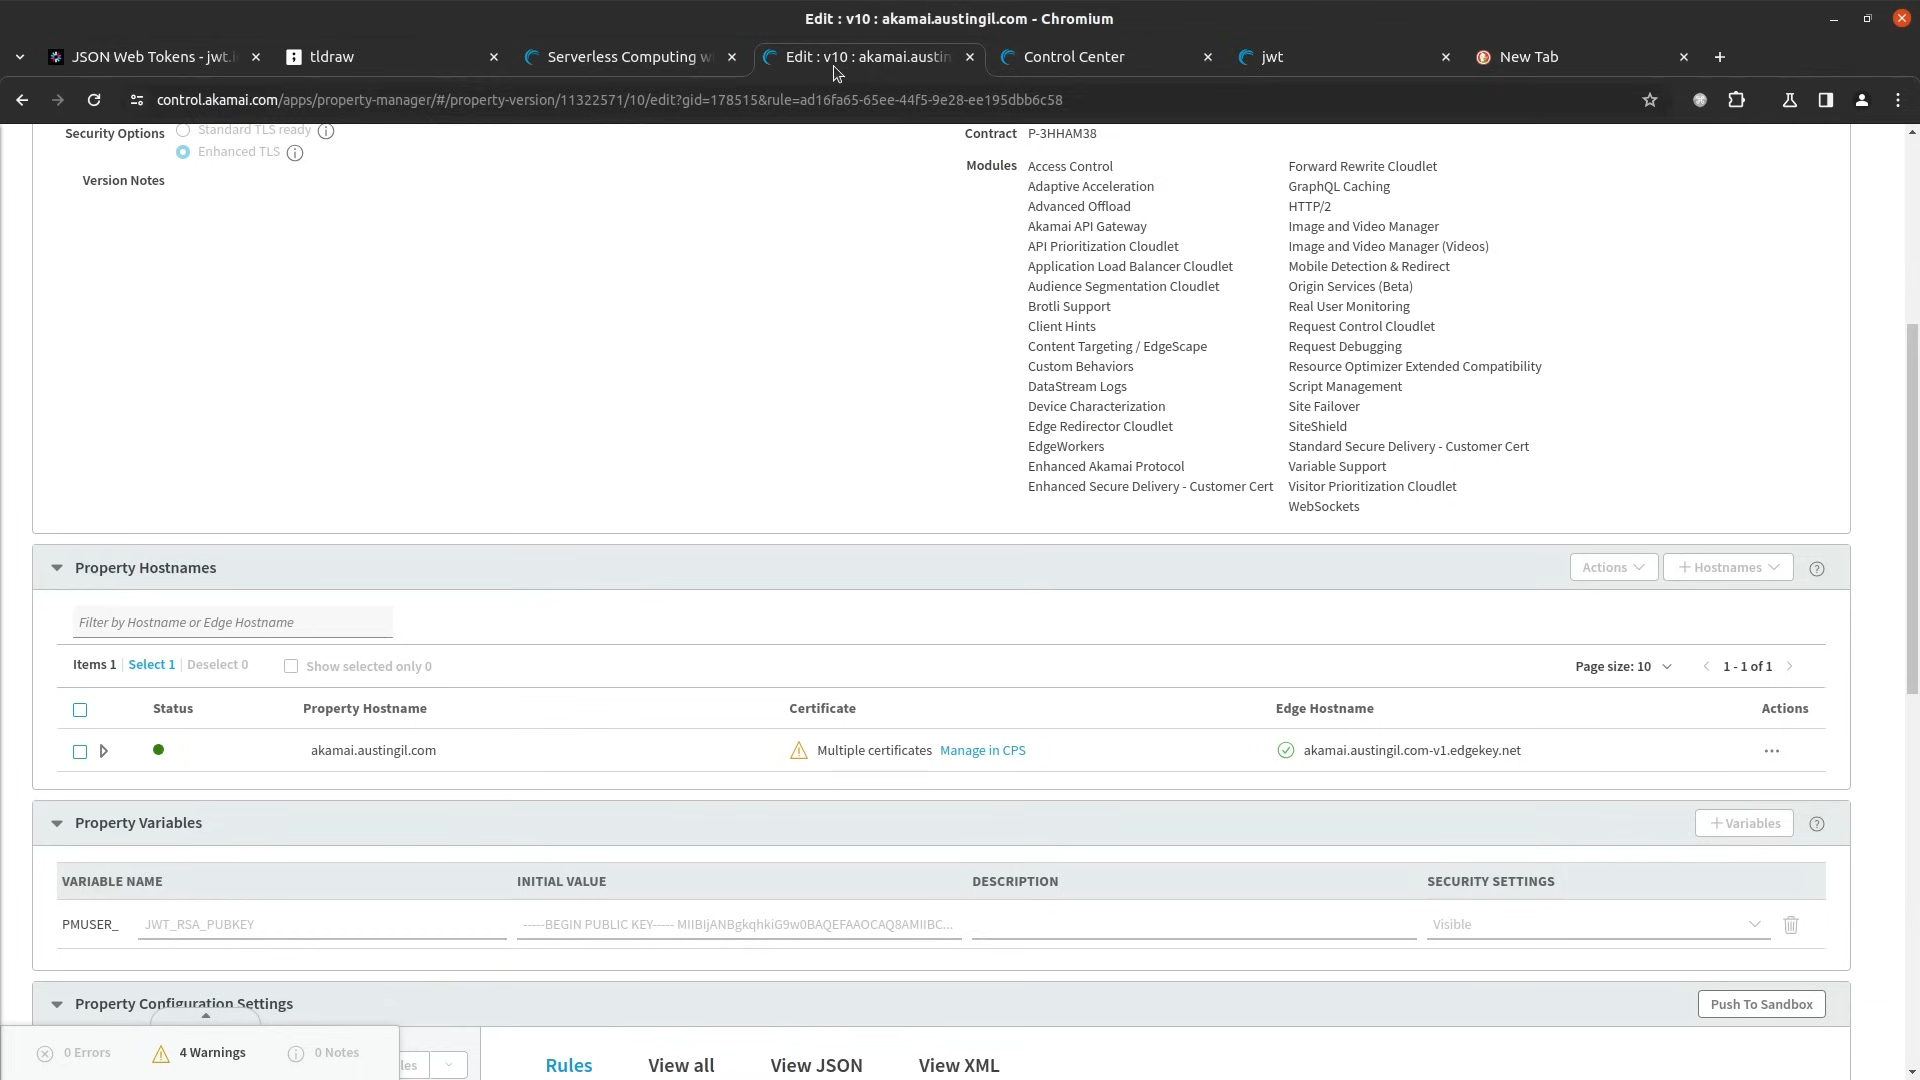 Edit : v10 : akamai.austingil.com - Chromium
JSON Web Tokens - jwt.i
tldraw
Serverless Computing w
Edit : v10 : akamai.austin
Control Center
jwt
New Tab
control.akamai.com/apps/property-manager/#/property-version/11322571/10/edit?gid=178515&rule=ad16fa65-65ee-44f5-9e28-ee195dbb6c58
Security Options
Standard TLS ready
Enhanced TLS
Version Notes
Contract P-3HHAM38
Modules
Access Control
Adaptive Acceleration
Advanced Offload
Akamai API Gateway
API Prioritization Cloudlet
Application Load Balancer Cloudlet
Audience Segmentation Cloudlet
Brotli Support
Client Hints
Content Targeting / EdgeScape
Custom Behaviors
DataStream Logs
Device Characterization
Edge Redirector Cloudlet
EdgeWorkers
Enhanced Akamai Protocol
Enhanced Secure Delivery - Customer Cert
Forward Rewrite Cloudlet
GraphQL Caching
HTTP/2
Image and Video Manager
Image and Video Manager (Videos)
Mobile Detection & Redirect
Origin Services (Beta)
Real User Monitoring
Request Control Cloudlet
Request Debugging
Resource Optimizer Extended Compatibility
Script Management
Site Failover
SiteShield
Standard Secure Delivery - Customer Cert
Variable Support
Visitor Prioritization Cloudlet
WebSockets
Property Hostnames
Actions
+ Hostnames
Filter by Hostname or Edge Hostname
Items 1 | Select 1 | Deselect 0
Show selected only 0
Page size: 10
1 - 1 of 1
Status
Property Hostname
Certificate
Edge Hostname
Actions
akamai.austingil.com
Multiple certificates Manage in CPS
akamai.austingil.com-v1.edgekey.net
Property Variables
+ Variables
VARIABLE NAME
INITIAL VALUE
DESCRIPTION
SECURITY SETTINGS
PMUSER_
JWT_RSA_PUBKEY
-----BEGIN PUBLIC KEY----- MIIBIjANBgkqhkiG9w0BAQEFAAOCAQ8AMIIBC...
Visible
Property Configuration Settings
Push To Sandbox
0 Errors
4 Warnings
0 Notes
les
Rules
View all
View JSON
View XML